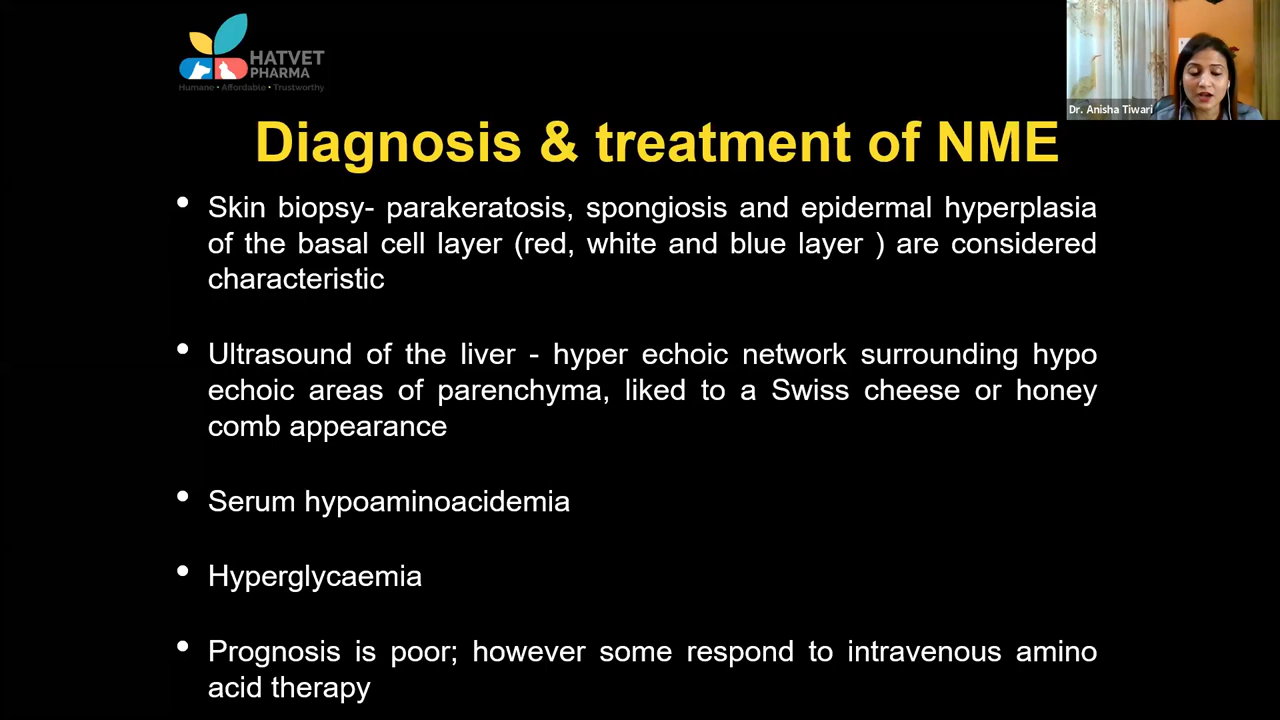 HATVET
PHARMA
Humane • Affordable • Trustworthy
Dr. Anisha Tiwari
Diagnosis & treatment of NME
• Skin biopsy- parakeratosis, spongiosis and epidermal hyperplasia
of the basal cell layer (red, white and blue layer ) are considered
characteristic
• Ultrasound of the liver - hyper echoic network surrounding hypo
echoic areas of parenchyma, liked to a Swiss cheese or honey
comb appearance
• Serum hypoaminoacidemia
• Hyperglycaemia
• Prognosis is poor; however some respond to intravenous amino
acid therapy